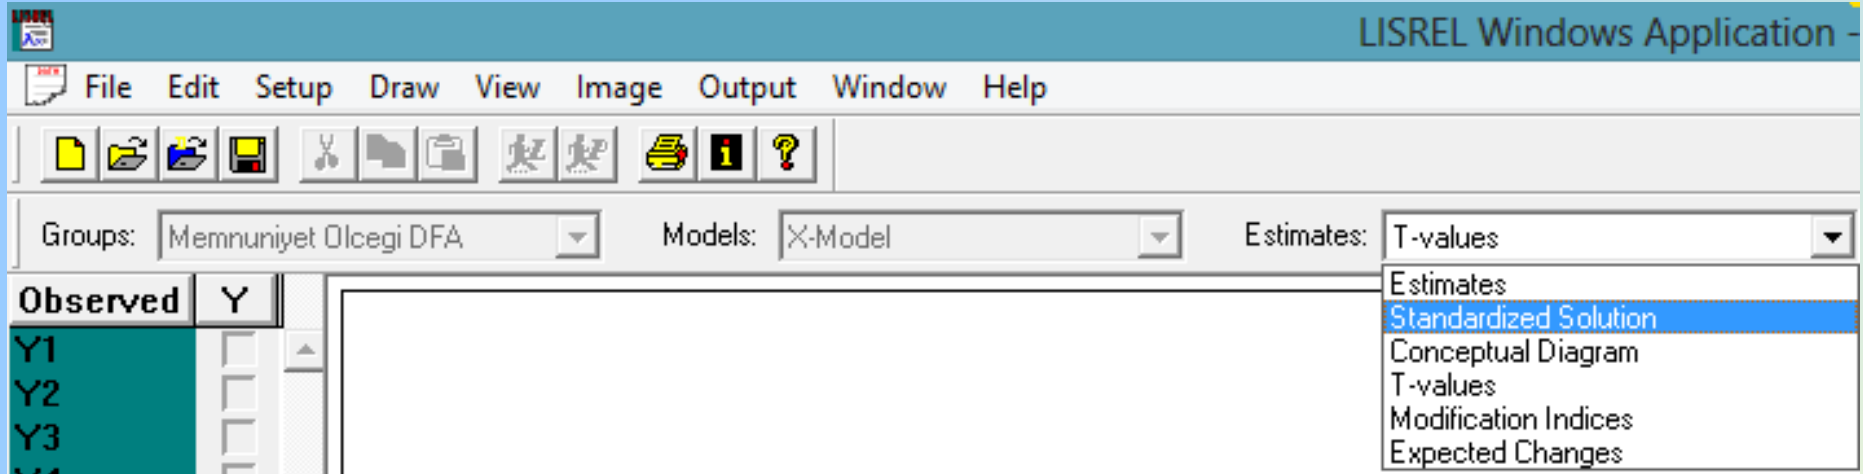 LISREL Windows Application -
File Edit Setup Draw View Image Output Window Help
Groups: Memnuniyet Olcegi DFA Models: X-Model Estimates: T-values
Estimates
Standardized Solution
Conceptual Diagram
T-values
Modification Indices
Expected Changes
Observed Y
Y1
Y2
Y3